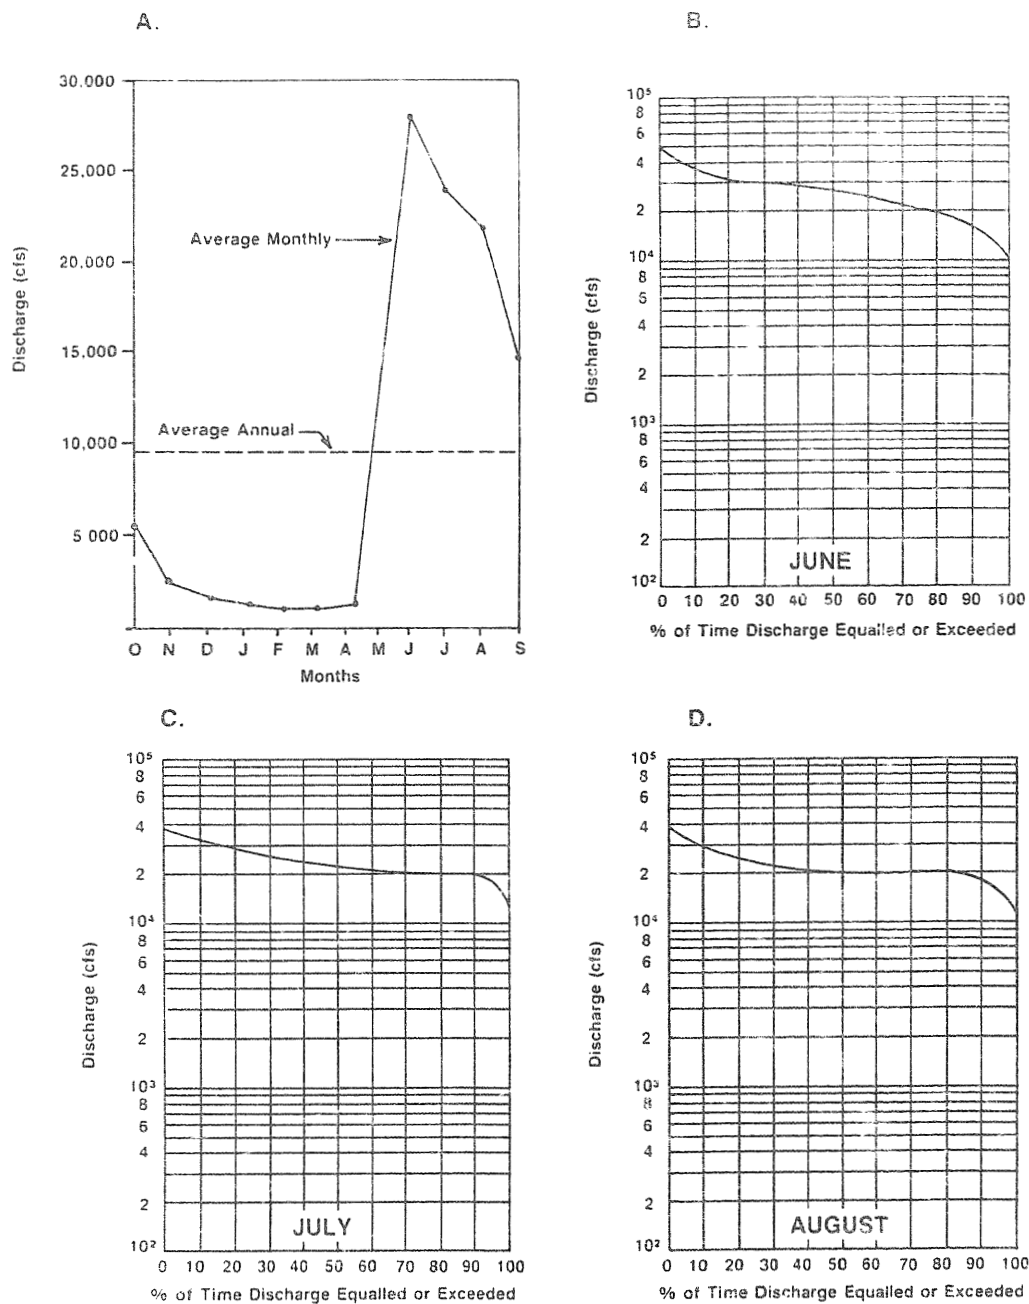 A.
30.000
25,000
20,000
15,000
10,000
5 000
Discharge (cfs)
Average Monthly
Average Annual
O N D J F M A M J J A S
Months
B.
10⁵
8
6
4
2
10⁴
8
6
5
4
2
10³
8
6
4
2
10²
Discharge (cfs)
JUNE
0 10 20 30 40 50 60 70 80 90 100
% of Time Discharge Equalled or Exceeded
C.
10⁵
8
6
4
2
10⁴
8
6
4
2
10³
8
6
4
2
10²
Discharge (cfs)
JULY
0 10 20 30 40 50 60 70 80 90 100
% of Time Discharge Equalled or Exceeded
D.
10⁵
8
6
4
2
10⁴
8
6
4
2
10³
8
6
4
2
10²
Discharge (cfs)
AUGUST
0 10 20 30 40 50 60 70 80 90 100
% of Time Discharge Equalled or Exceeded